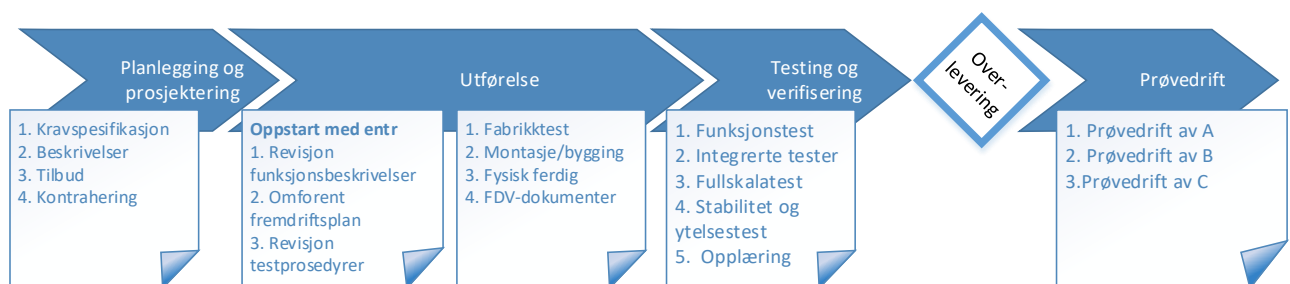 Planlegging og
prosjektering
Utførelse
Testing og
verifisering
Over-
levering
Prøvedrift
1. Kravspesifikasjon
2. Beskrivelser
3. Tilbud
4. Kontrahering
Oppstart med entr
1. Revisjon
funksjonsbeskrivelser
2. Omforent
fremdriftsplan
3. Revisjon
testprosedyrer
1. Fabrikktest
2. Montasje/bygging
3. Fysisk ferdig
4. FDV-dokumenter
1. Funksjonstest
2. Integrerte tester
3. Fullskalatest
4. Stabilitet og
ytelsestest
5. Opplæring
1. Prøvedrift av A
2. Prøvedrift av B
3.Prøvedrift av C